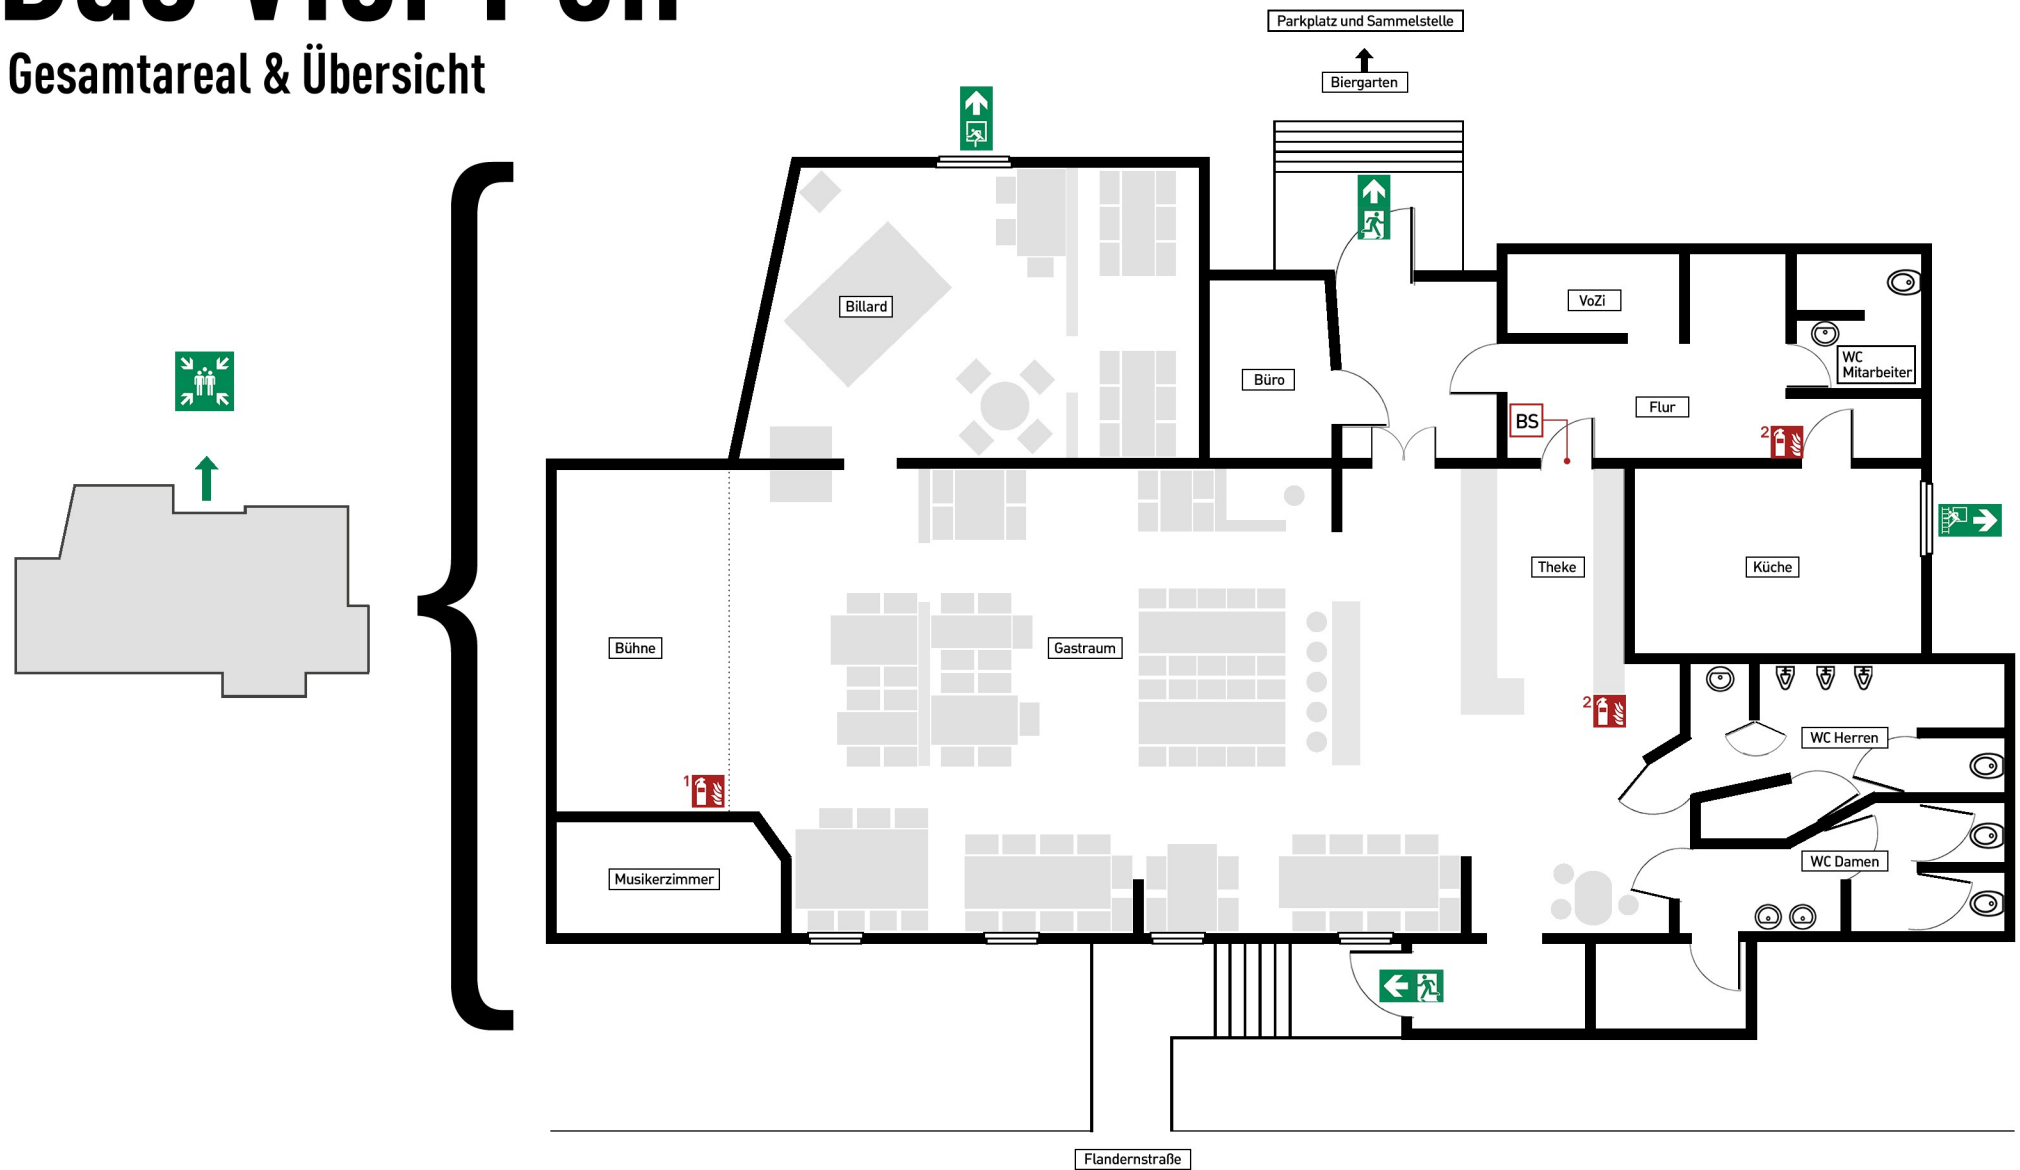 Gesamtareal & Übersicht
Parkplatz und Sammelstelle
Biergarten
Billard
VoZi
WC
Mitarbeiter
Büro
Flur
BS
2
Theke
Küche
Bühne
Gastraum
2
WC Herren
1
WC Damen
Musikerzimmer
Flandernstraße